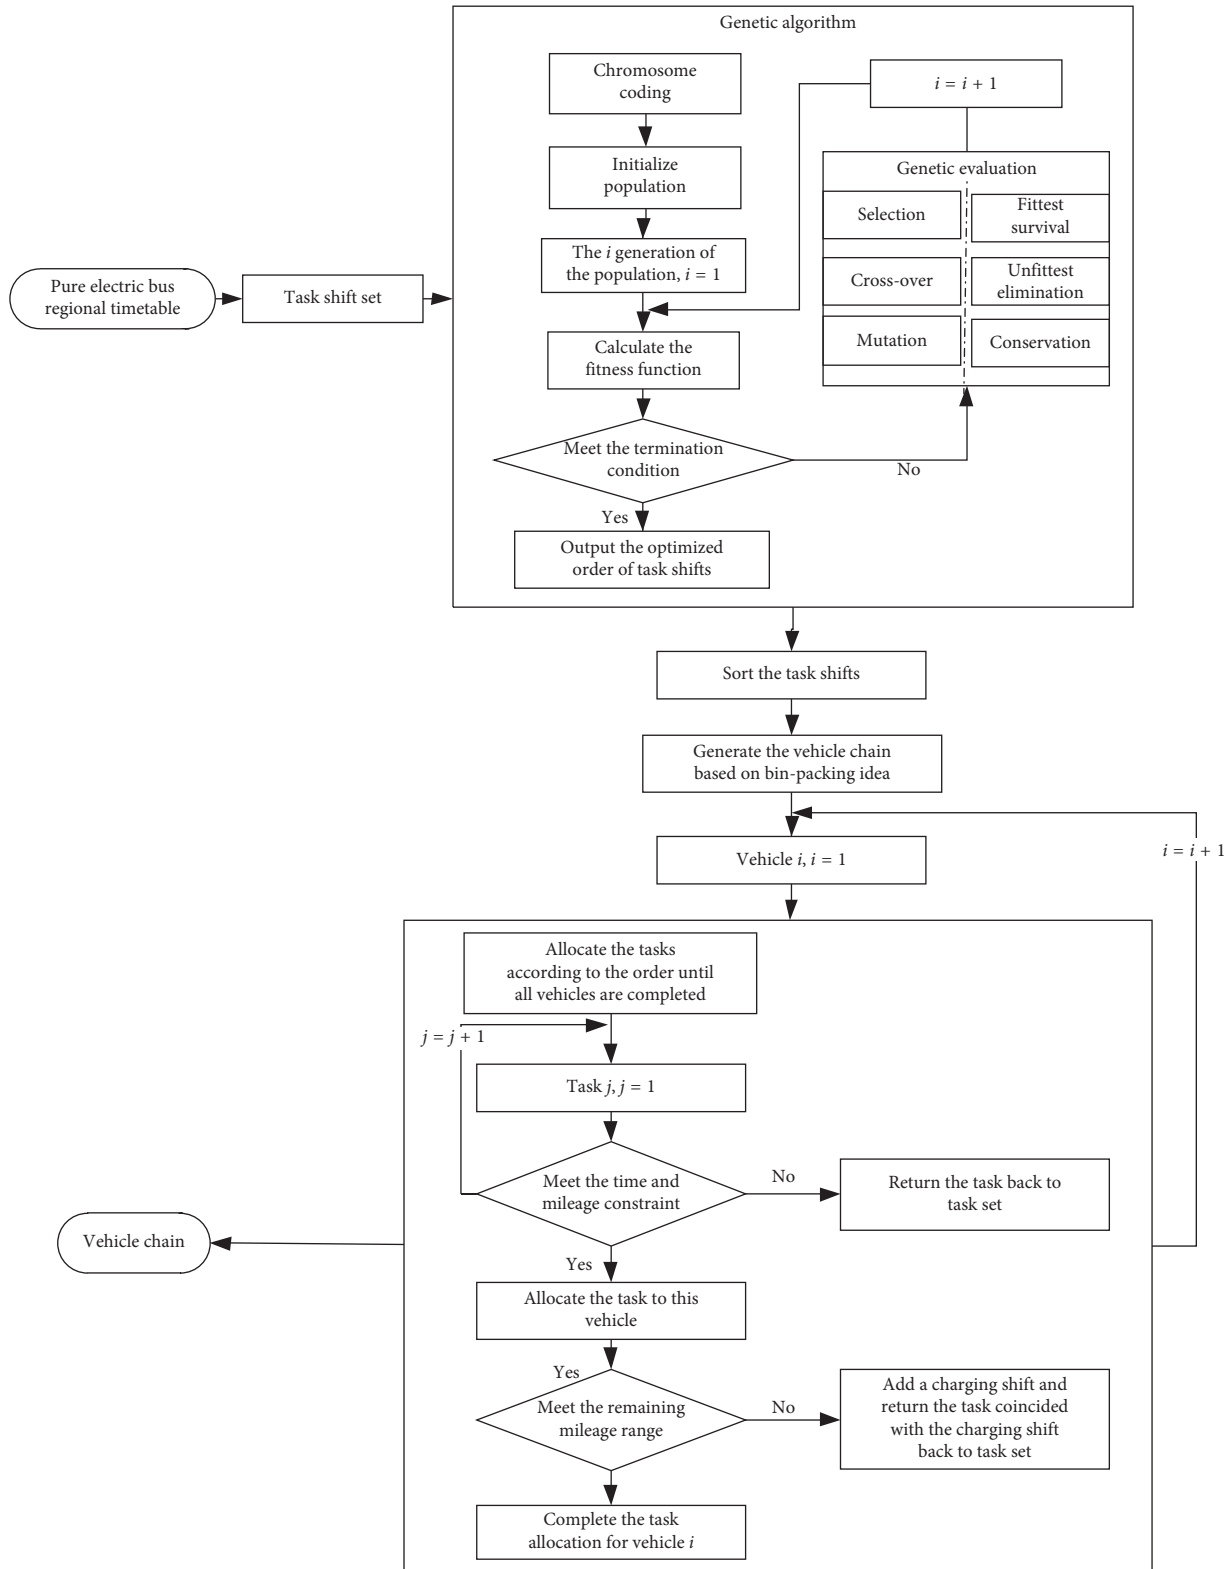 Genetic algorithm
Chromosome
coding
i = i + 1
Initialize
population
Genetic evaluation
Selection
Fittest
survival
The i generation of
the population, i = 1
Cross-over
Unfittest
elimination
Pure electric bus
regional timetable
Task shift set
Mutation
Conservation
Calculate the
fitness function
Meet the termination
condition
No
Yes
Output the optimized
order of task shifts
Sort the task shifts
Generate the vehicle chain
based on bin-packing idea
Vehicle i, i = 1
i = i + 1
Allocate the tasks
according to the order until
all vehicles are completed
j = j + 1
Task j, j = 1
Meet the time and
mileage constraint
No
Return the task back to
task set
Vehicle chain
Yes
Allocate the task to this
vehicle
Yes
Meet the remaining
mileage range
No
Add a charging shift and
return the task coincided
with the charging shift
back to task set
Complete the task
allocation for vehicle i